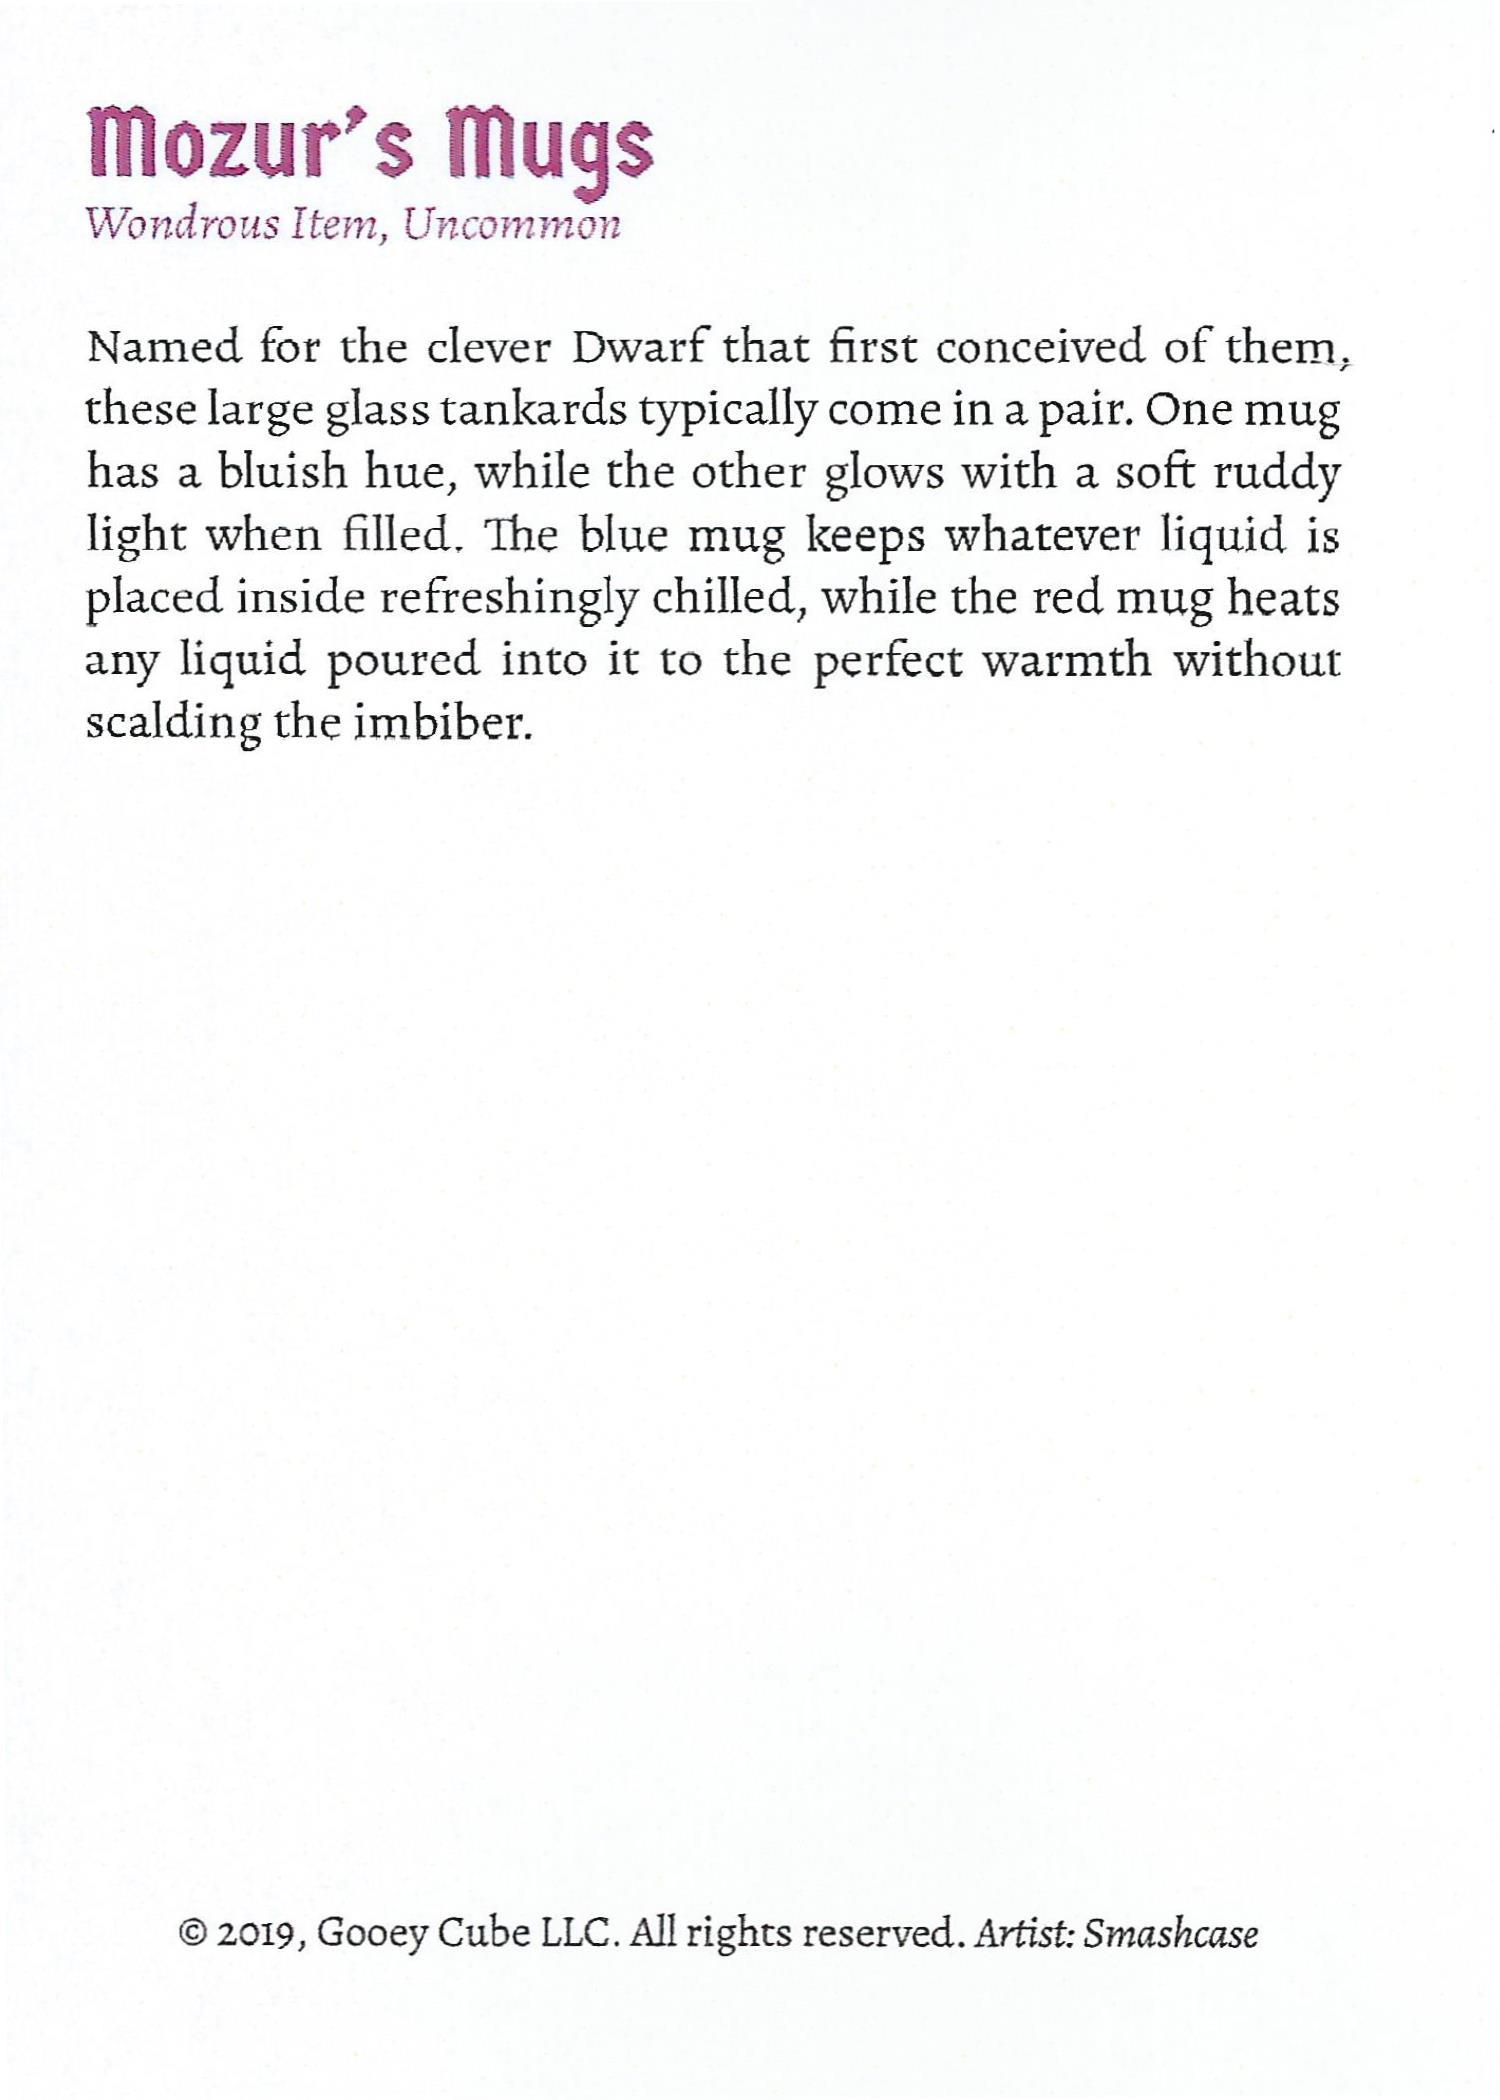 Mozur's Mugs
Wondrous Item, Uncommon
Named for the clever Dwarf that first conceived of them,
these large glass tankards typically come in a pair. One mug
has a bluish hue, while the other glows with a soft ruddy
light when filled. The blue mug keeps whatever liquid is
placed inside refreshingly chilled, while the red mug heats
any liquid poured into it to the perfect warmth without
scalding the imbiber.
© 2019, Gooey Cube LLC. All rights reserved. Artist: Smashcase